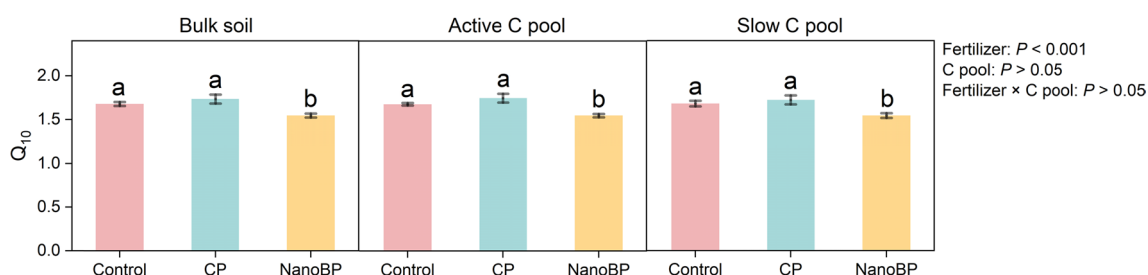 Bulk soil
Active C pool
Slow C pool
Fertilizer: P < 0.001
C pool: P > 0.05
Fertilizer × C pool: P > 0.05
Q10
2.0
1.5
1.0
0.5
0.0
a
a
b
a
a
b
a
a
b
Control
CP
NanoBP
Control
CP
NanoBP
Control
CP
NanoBP